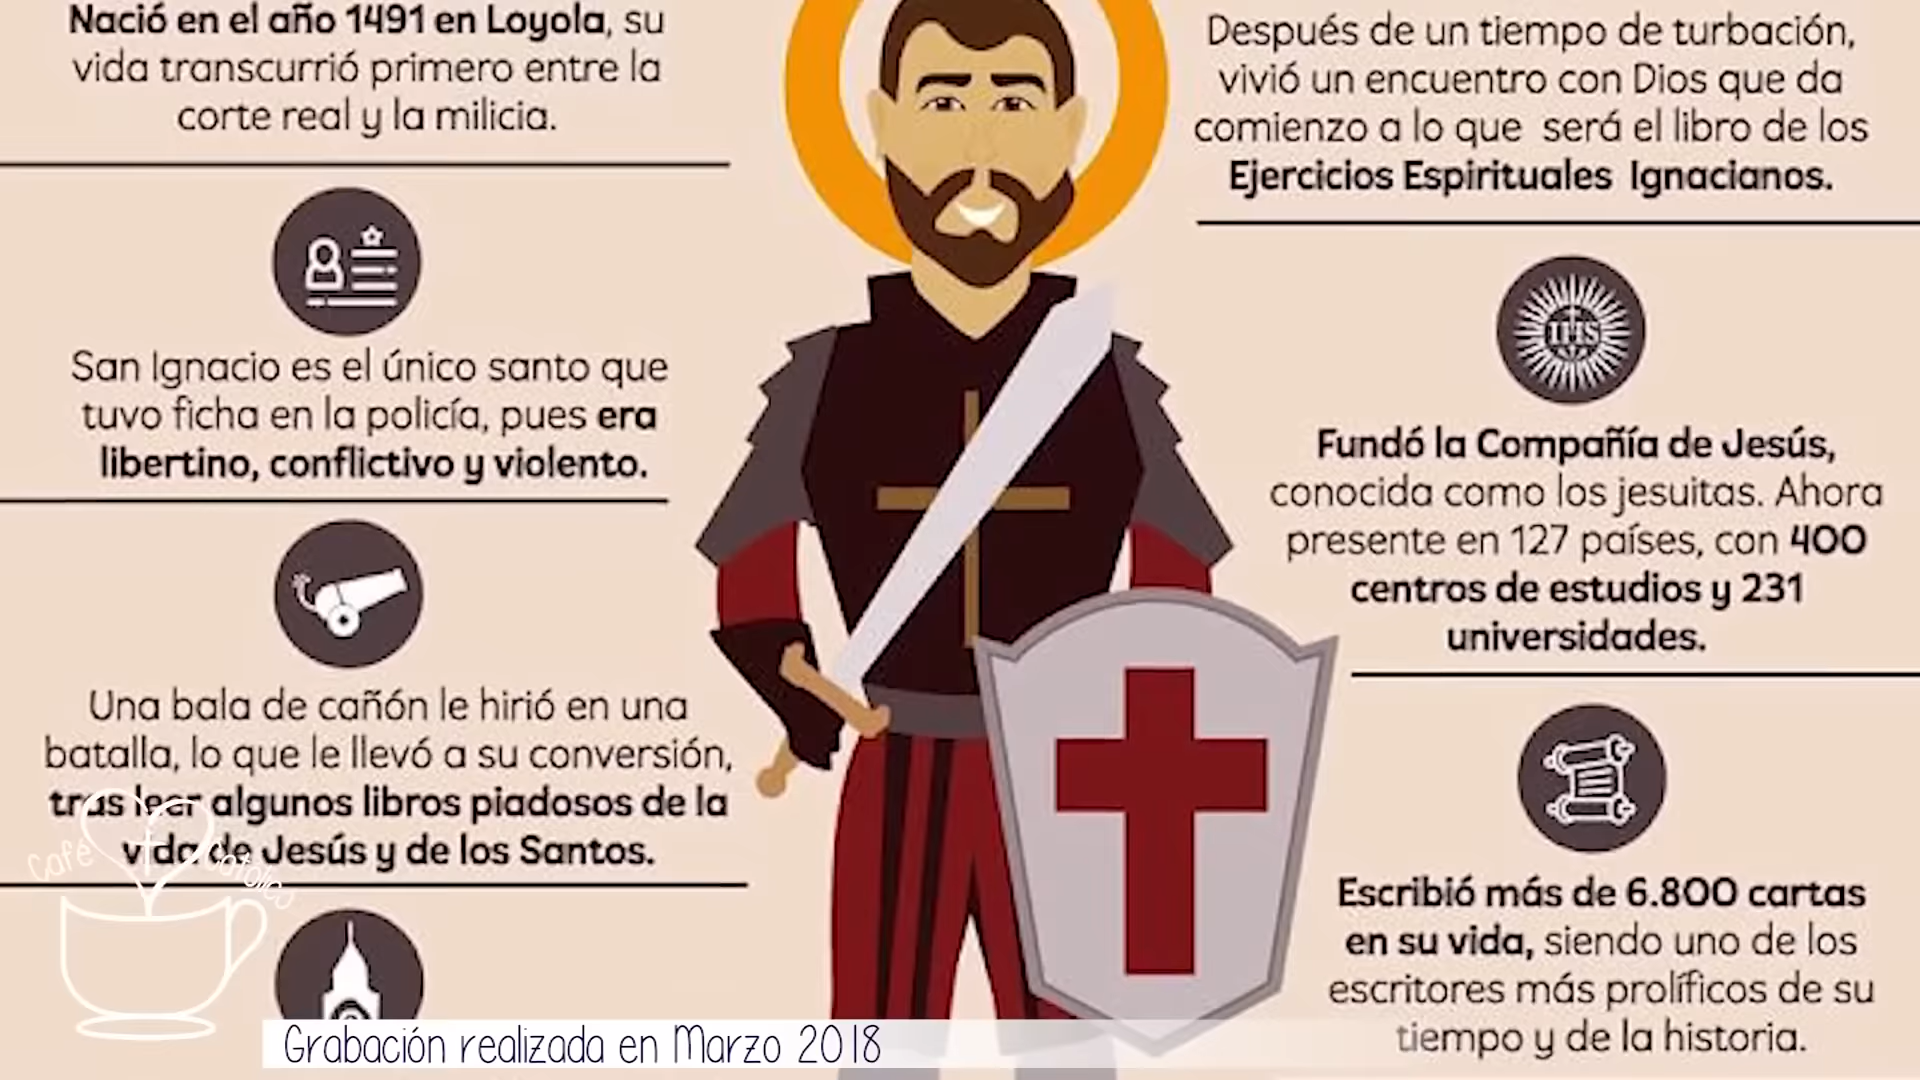 Nació en el año 1491 en Loyola, su
vida transcurrió primero entre la
corte real y la milicia.
San Ignacio es el único santo que
tuvo ficha en la policía, pues era
libertino, conflictivo y violento.
Una bala de cañón le hirió en una
batalla, lo que le llevó a su conversión,
tras leer algunos libros piadosos de la
vida de Jesús y de los Santos.
Café Católico
Después de un tiempo de turbación,
vivió un encuentro con Dios que da
comienzo a lo que será el libro de los
Ejercicios Espirituales Ignacianos.
IHS
Fundó la Compañía de Jesús,
conocida como los jesuitas. Ahora
presente en 127 países, con 400
centros de estudios y 231
universidades.
Escribió más de 6.800 cartas
en su vida, siendo uno de los
escritores más prolíficos de su
tiempo y de la historia.
Grabación realizada en Marzo 2018